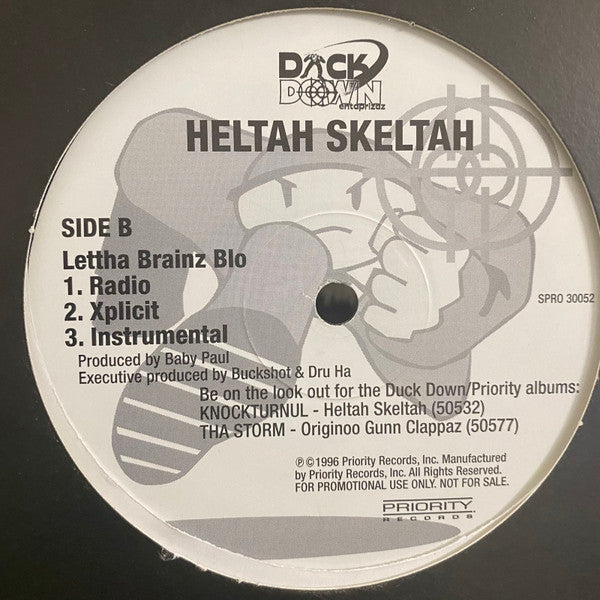 DUCK
DOWN
entaprizaz
HELTAH SKELTAH
SIDE B
Lettha Brainz Blo
1. Radio
2. Xplicit
3. Instrumental
Produced by Baby Paul
Executive produced by Buckshot & Dru Ha
SPRO 30052
Be on the look out for the Duck Down/Priority albums:
KNOCKTURNUL - Heltah Skeltah (50532)
THA STORM - Originoo Gunn Clappaz (50577)
℗©1996 Priority Records, Inc. Manufactured
by Priority Records, Inc. All Rights Reserved.
FOR PROMOTIONAL USE ONLY. NOT FOR SALE.
PRIORITY
RECORDS